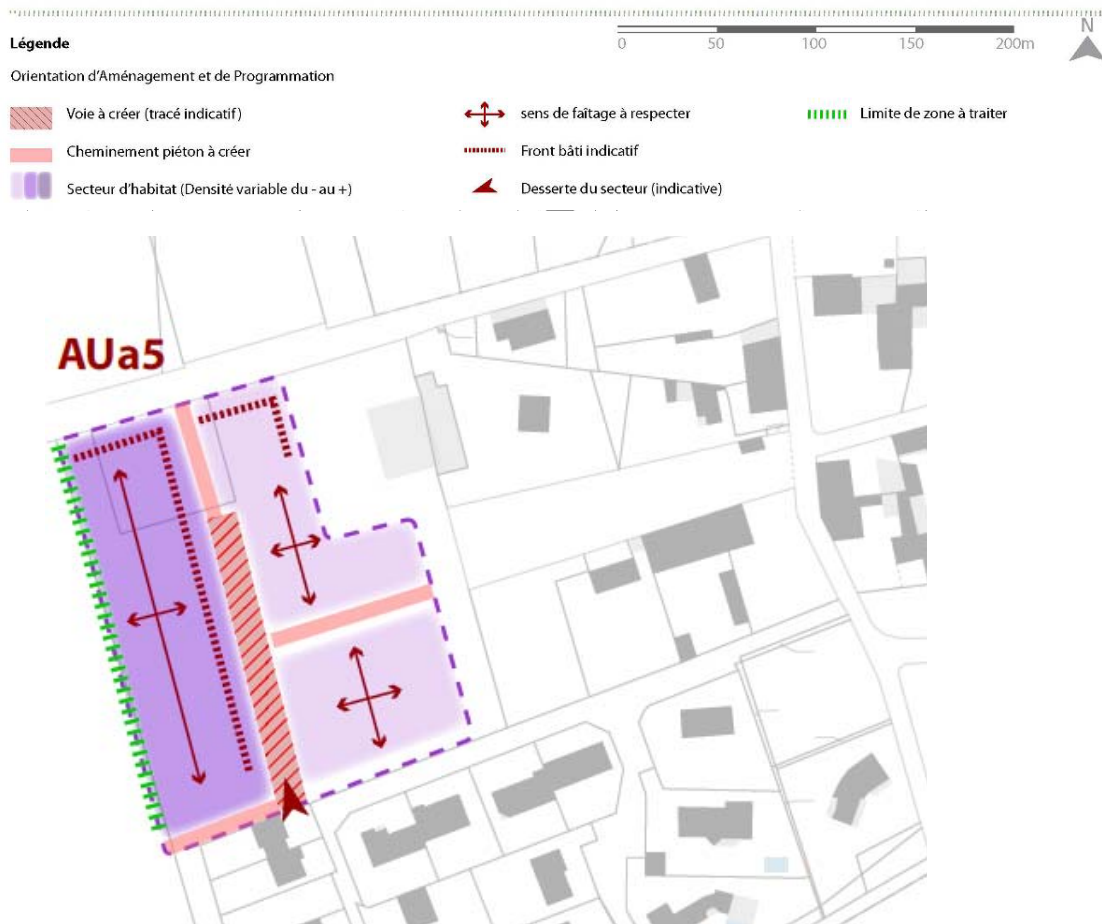 Légende
0 50 100 150 200m
N
Orientation d'Aménagement et de Programmation
Voie à créer (tracé indicatif)
sens de faîtage à respecter
Limite de zone à traiter
Cheminement piéton à créer
Front bâti indicatif
Secteur d'habitat (Densité variable du - au +)
Desserte du secteur (indicative)
AUa5